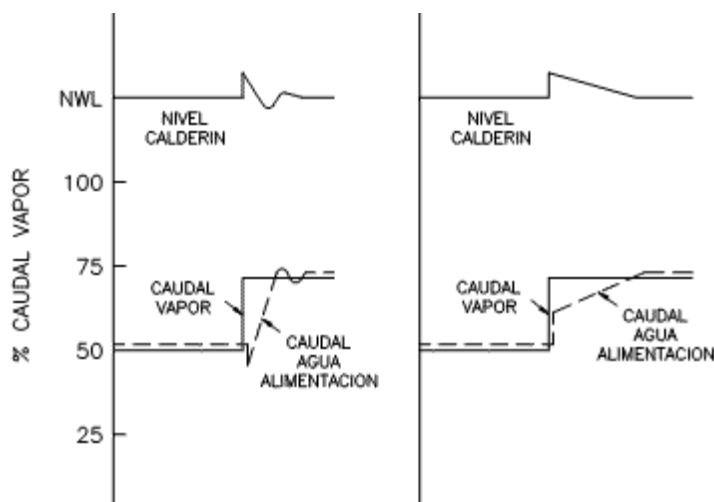 NWL
NIVEL
CALDERIN
NIVEL
CALDERIN
% CAUDAL VAPOR
100
75
CAUDAL
VAPOR
CAUDAL
VAPOR
CAUDAL
AGUA
ALIMENTACION
50
CAUDAL
AGUA
ALIMENTACION
25